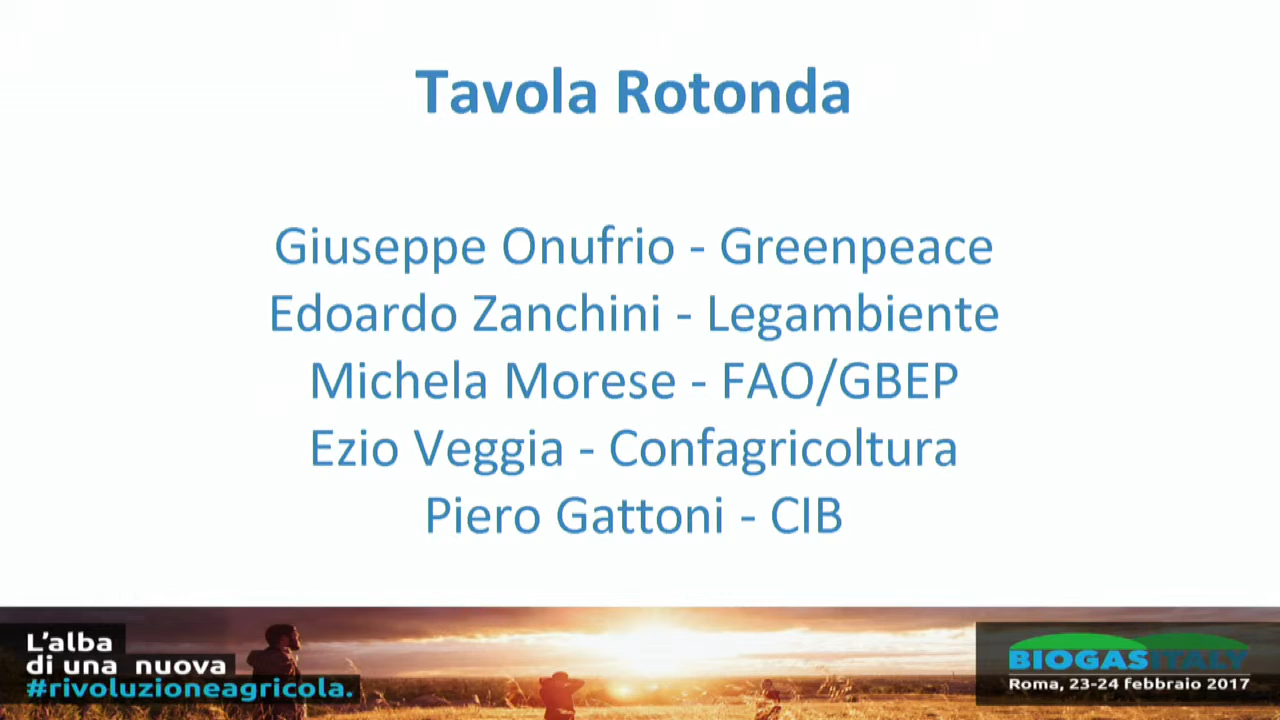 Tavola Rotonda
Giuseppe Onufrio - Greenpeace
Edoardo Zanchini - Legambiente
Michela Morese - FAO/GBEP
Ezio Veggia - Confagricoltura
Piero Gattoni - CIB
L'alba
di una nuova
#rivoluzioneagricola.
BIOGASITALY
Roma, 23-24 febbraio 2017